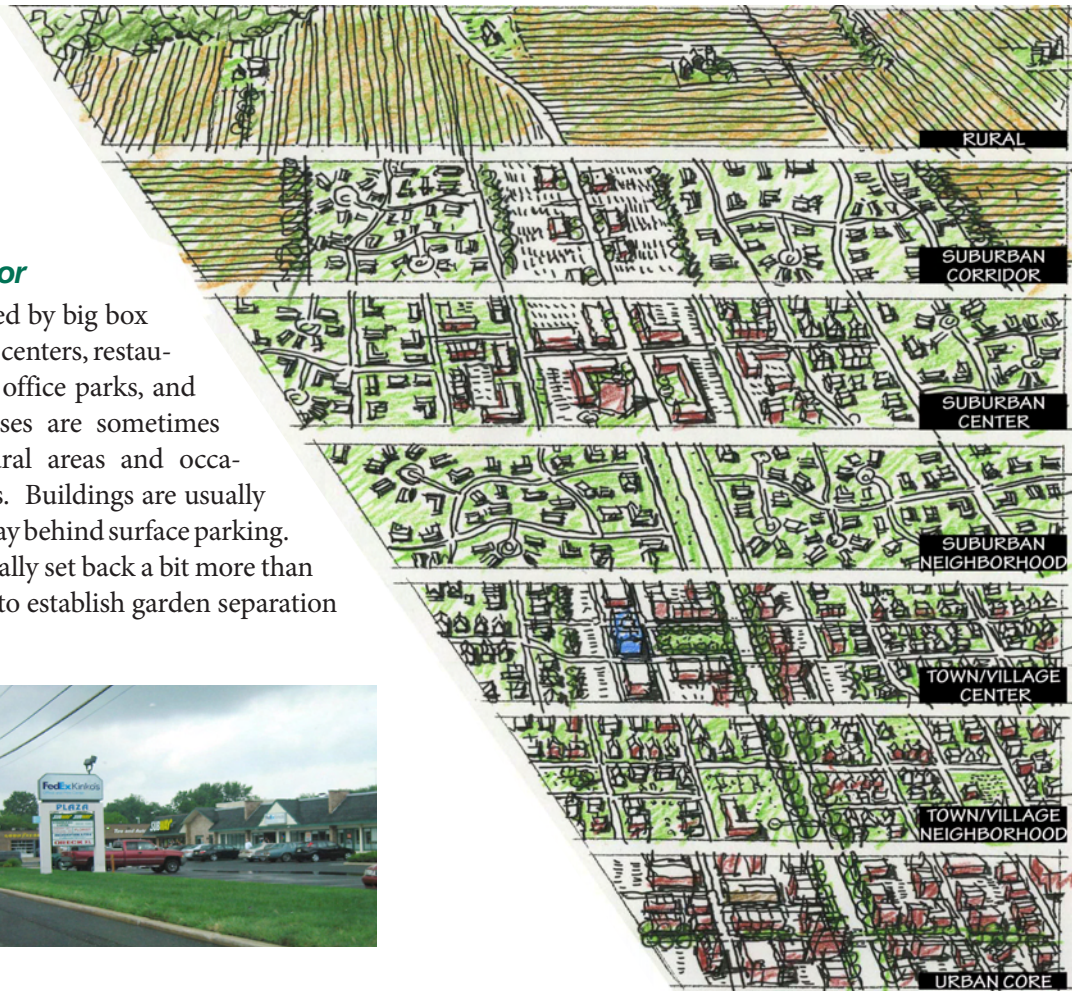 or
ed by big box
centers, restau-
office parks, and
ses are sometimes
ural areas and occa-
s. Buildings are usually
ay behind surface parking.
ally set back a bit more than
to establish garden separation
RURAL
SUBURBAN
CORRIDOR
SUBURBAN
CENTER
SUBURBAN
NEIGHBORHOOD
TOWN/VILLAGE
CENTER
TOWN/VILLAGE
NEIGHBORHOOD
URBAN CORE
FedEx Kinko's
PLAZA
SUBWAY